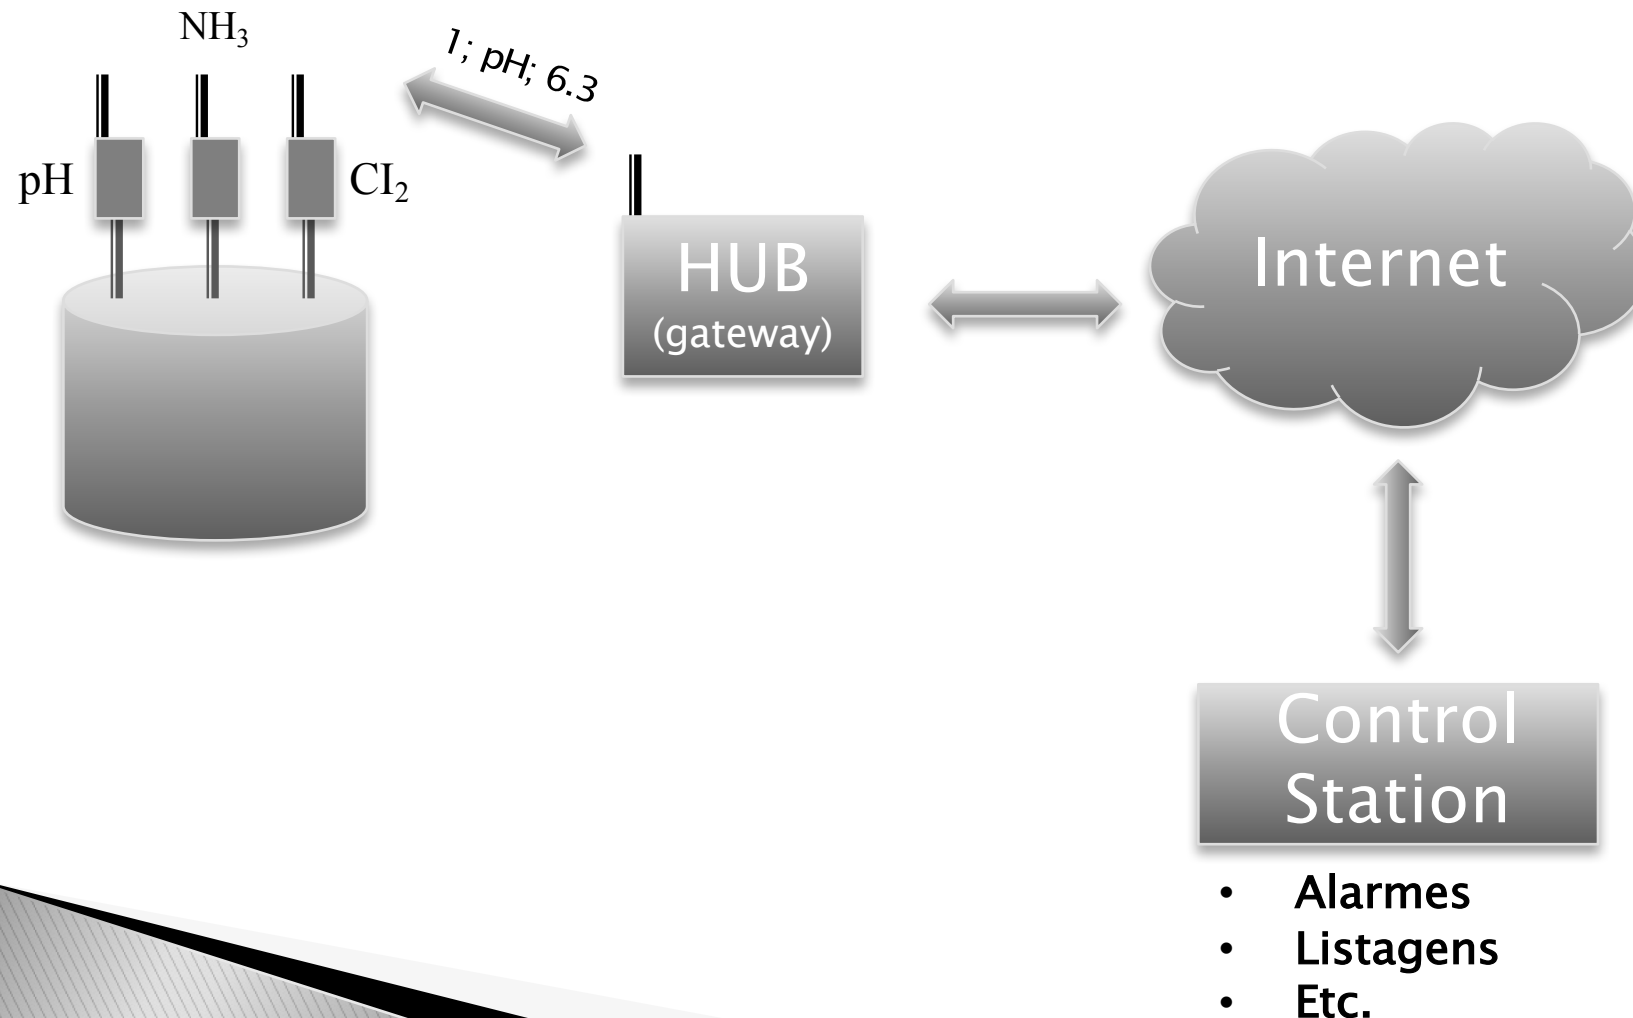 NH₃
1; pH; 6.3
pH
CI₂
HUB
(gateway)
Internet
Control
Station
• Alarmes
• Listagens
• Etc.